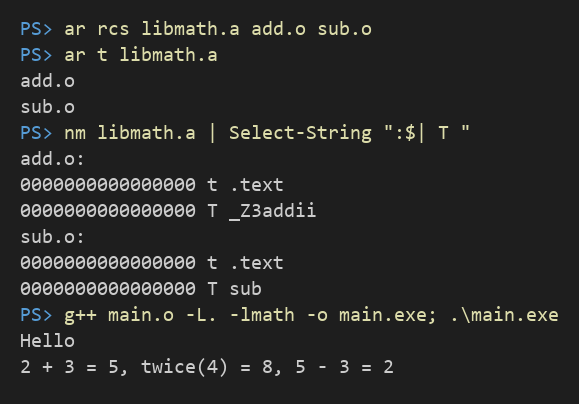 PS> ar rcs libmath.a add.o sub.o
PS> ar t libmath.a
add.o
sub.o
PS> nm libmath.a | Select-String ":$| T "
add.o:
0000000000000000 t .text
0000000000000000 T _Z3addii
sub.o:
0000000000000000 t .text
0000000000000000 T sub
PS> g++ main.o -L. -lmath -o main.exe; .\main.exe
Hello
2 + 3 = 5, twice(4) = 8, 5 - 3 = 2